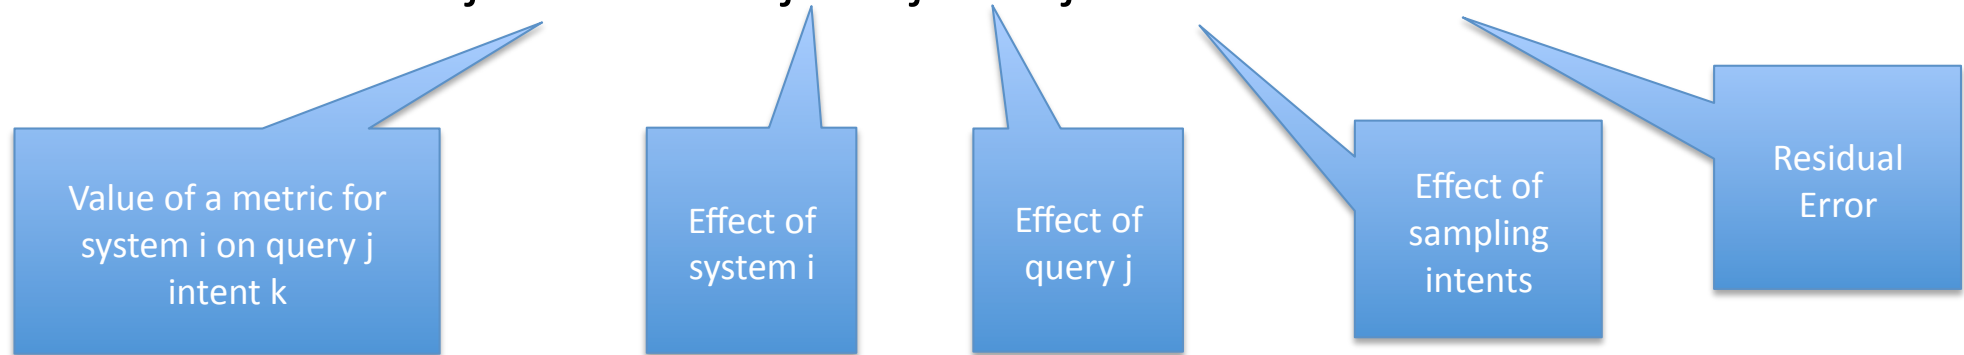 Value of a metric for
system i on query j
intent k
Effect of
system i
Effect of
query j
Effect of
sampling
intents
Residual
Error